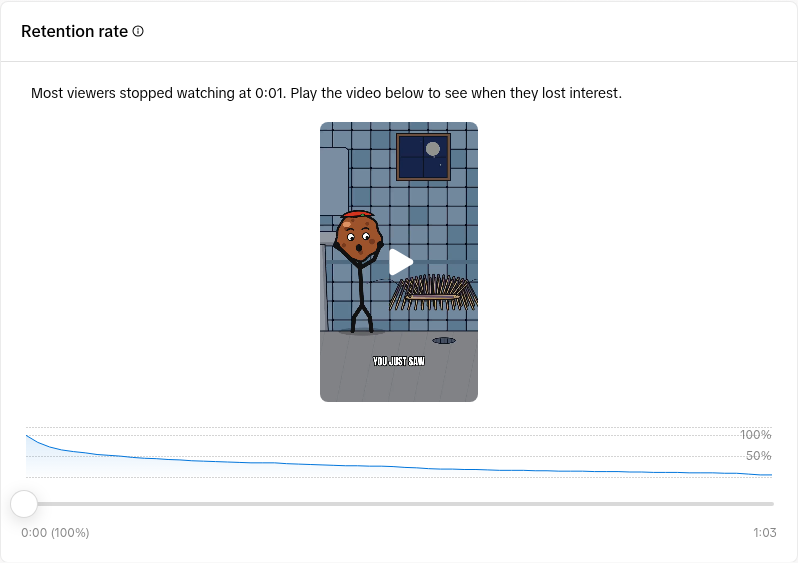 Retention rate
Most viewers stopped watching at 0:01. Play the video below to see when they lost interest.
YOU JUST SAW
100%
50%
0:00 (100%)
1:03